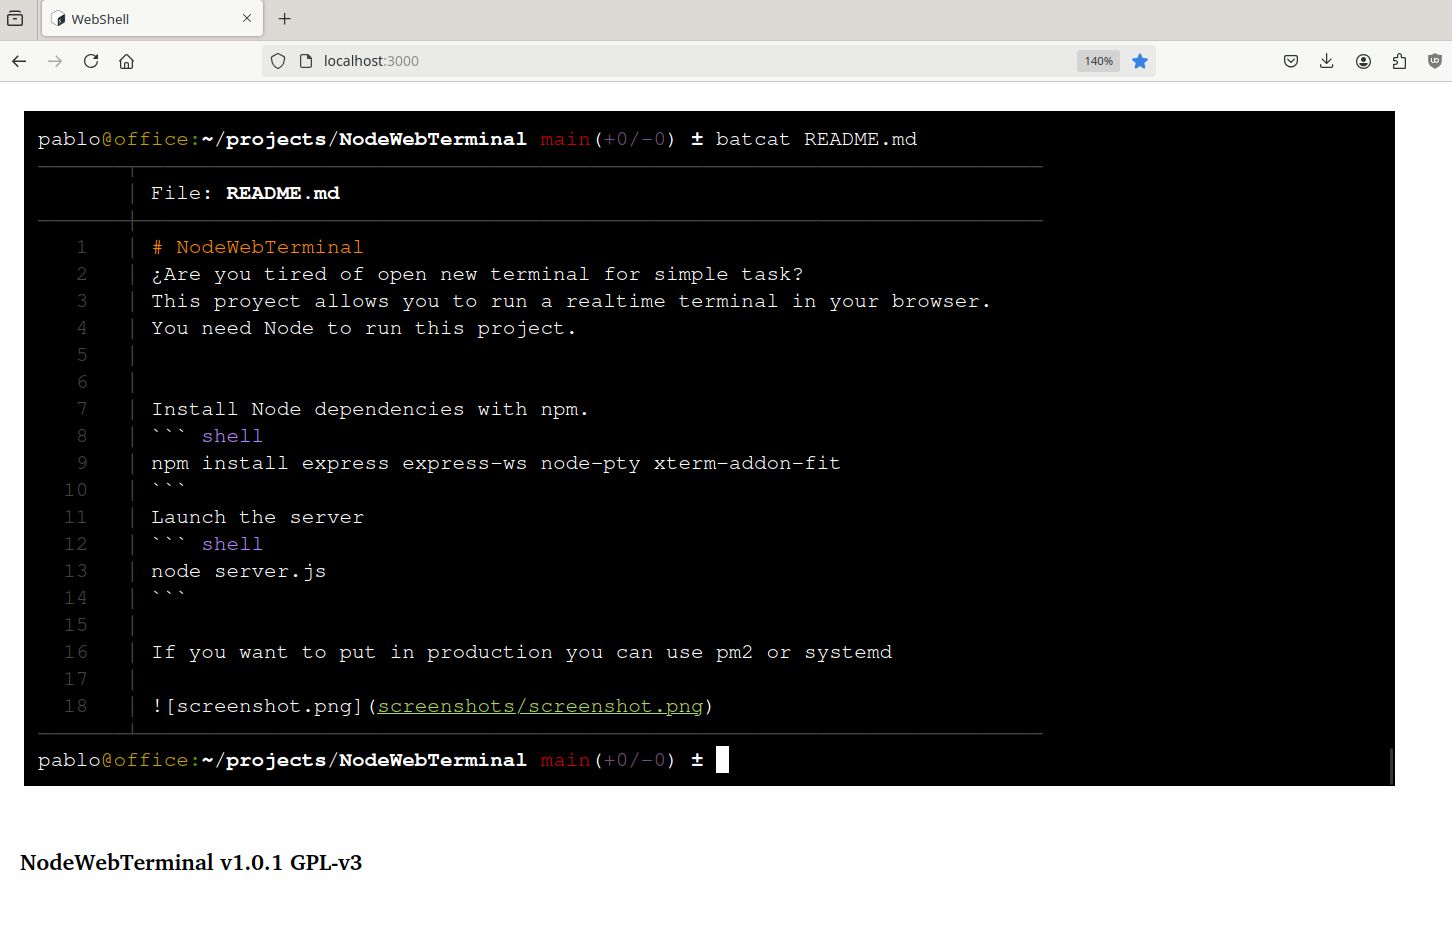 WebShell
localhost:3000
140%
pablo@office:~/projects/NodeWebTerminal main(+0/-0) ± batcat README.md
File: README.md
1 # NodeWebTerminal
2 ¿Are you tired of open new terminal for simple task?
3 This proyect allows you to run a realtime terminal in your browser.
4 You need Node to run this project.
5
6
7 Install Node dependencies with npm.
8 ``` shell
9 npm install express express-ws node-pty xterm-addon-fit
10 ```
11 Launch the server
12 ``` shell
13 node server.js
14 ```
15
16 If you want to put in production you can use pm2 or systemd
17
18 ![screenshot.png](screenshots/screenshot.png)
pablo@office:~/projects/NodeWebTerminal main(+0/-0) ±
NodeWebTerminal v1.0.1 GPL-v3